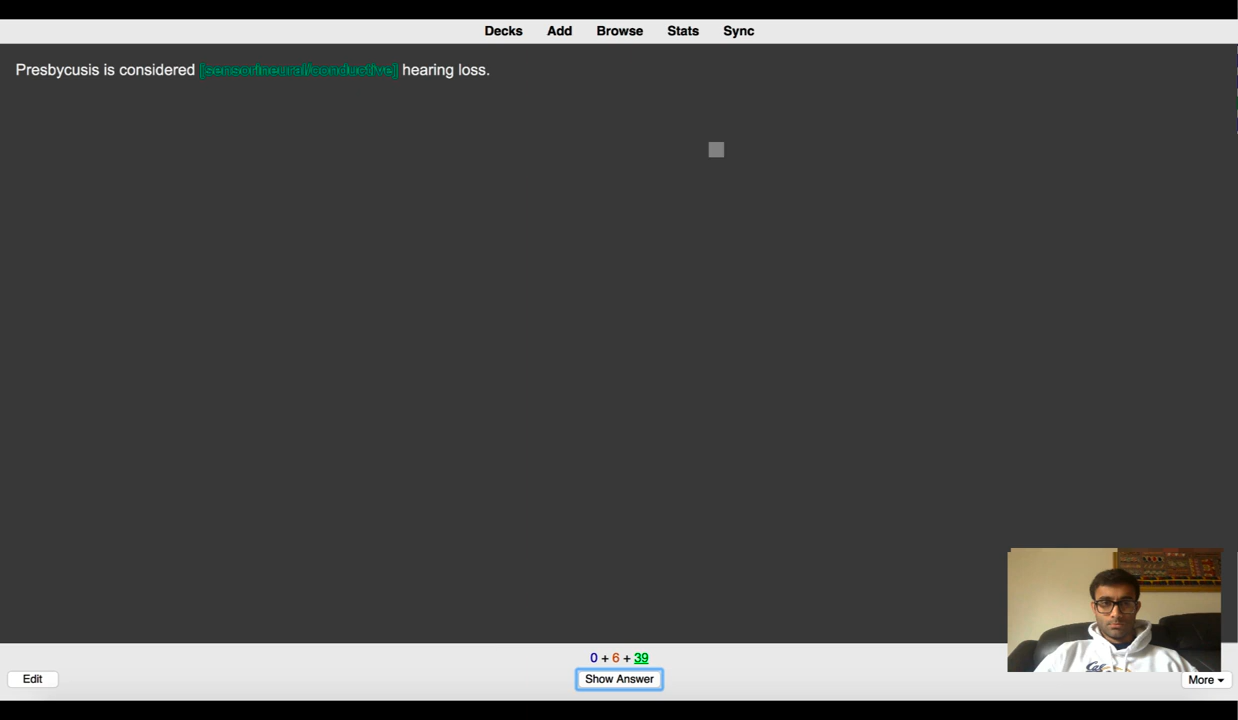 Decks Add Browse Stats Sync
Presbycusis is considered [sensorineural/conductive] hearing loss.
0 + 6 + 39
Edit Show Answer More